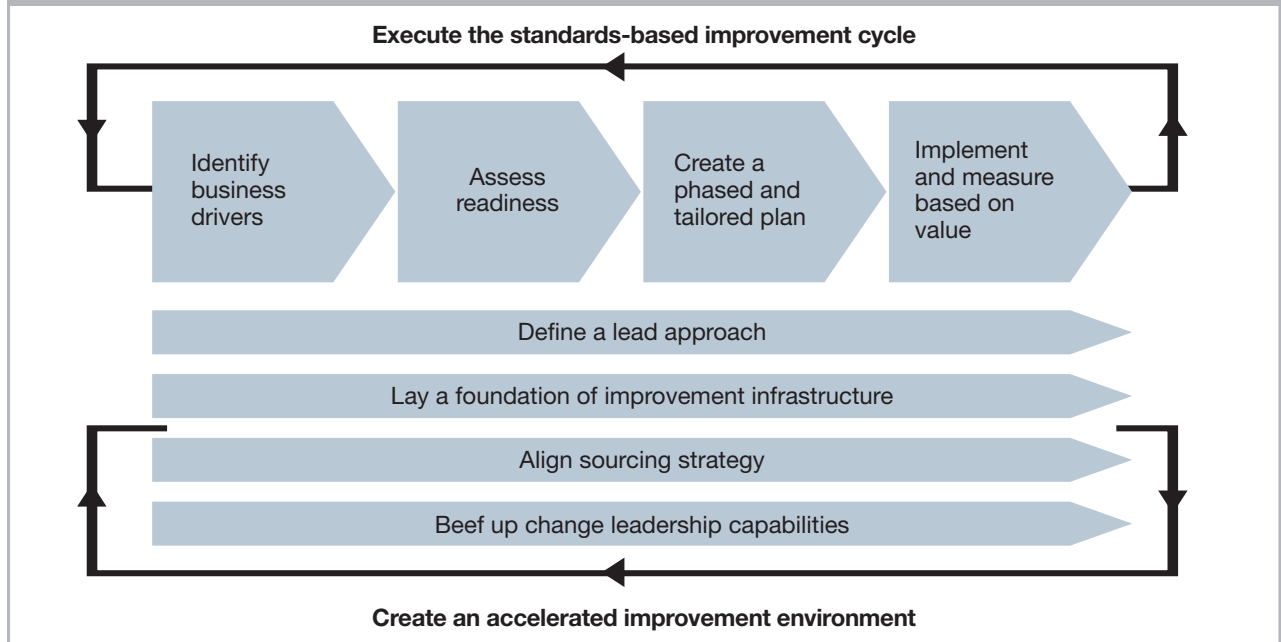 Execute the standards-based improvement cycle
Identify
business
drivers
Assess
readiness
Create a
phased and
tailored plan
Implement
and measure
based on
value
Define a lead approach
Lay a foundation of improvement infrastructure
Align sourcing strategy
Beef up change leadership capabilities
Create an accelerated improvement environment